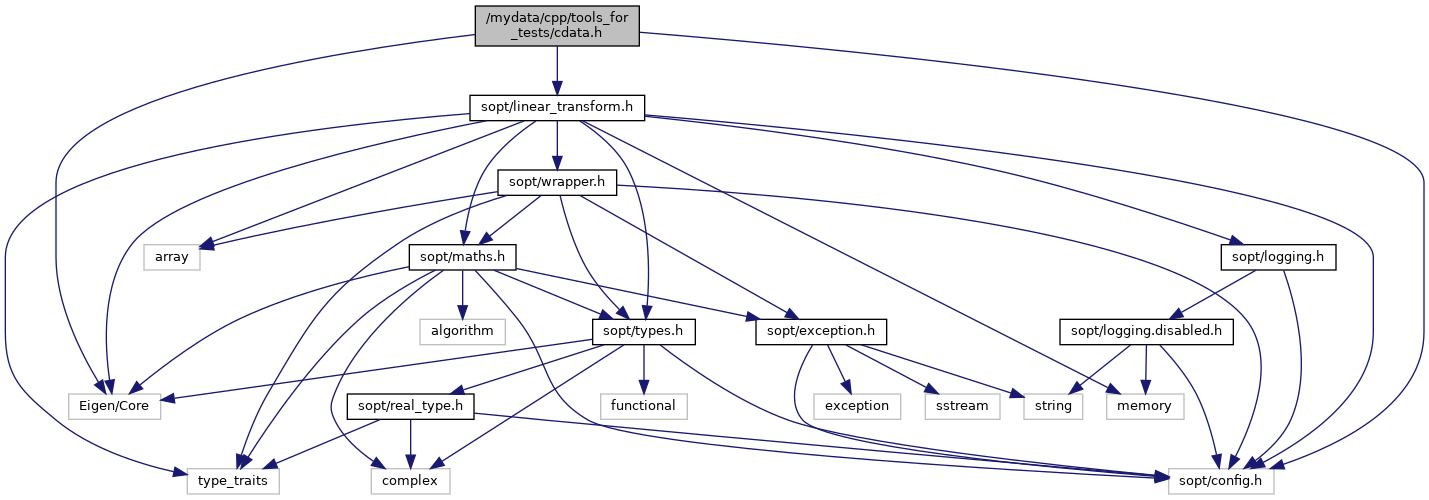 /mydata/cpp/tools_for
_tests/cdata.h
sopt/linear_transform.h
sopt/wrapper.h
array
sopt/maths.h
sopt/logging.h
algorithm
sopt/types.h
sopt/exception.h
sopt/logging.disabled.h
Eigen/Core
sopt/real_type.h
functional
exception
sstream
string
memory
type_traits
complex
sopt/config.h